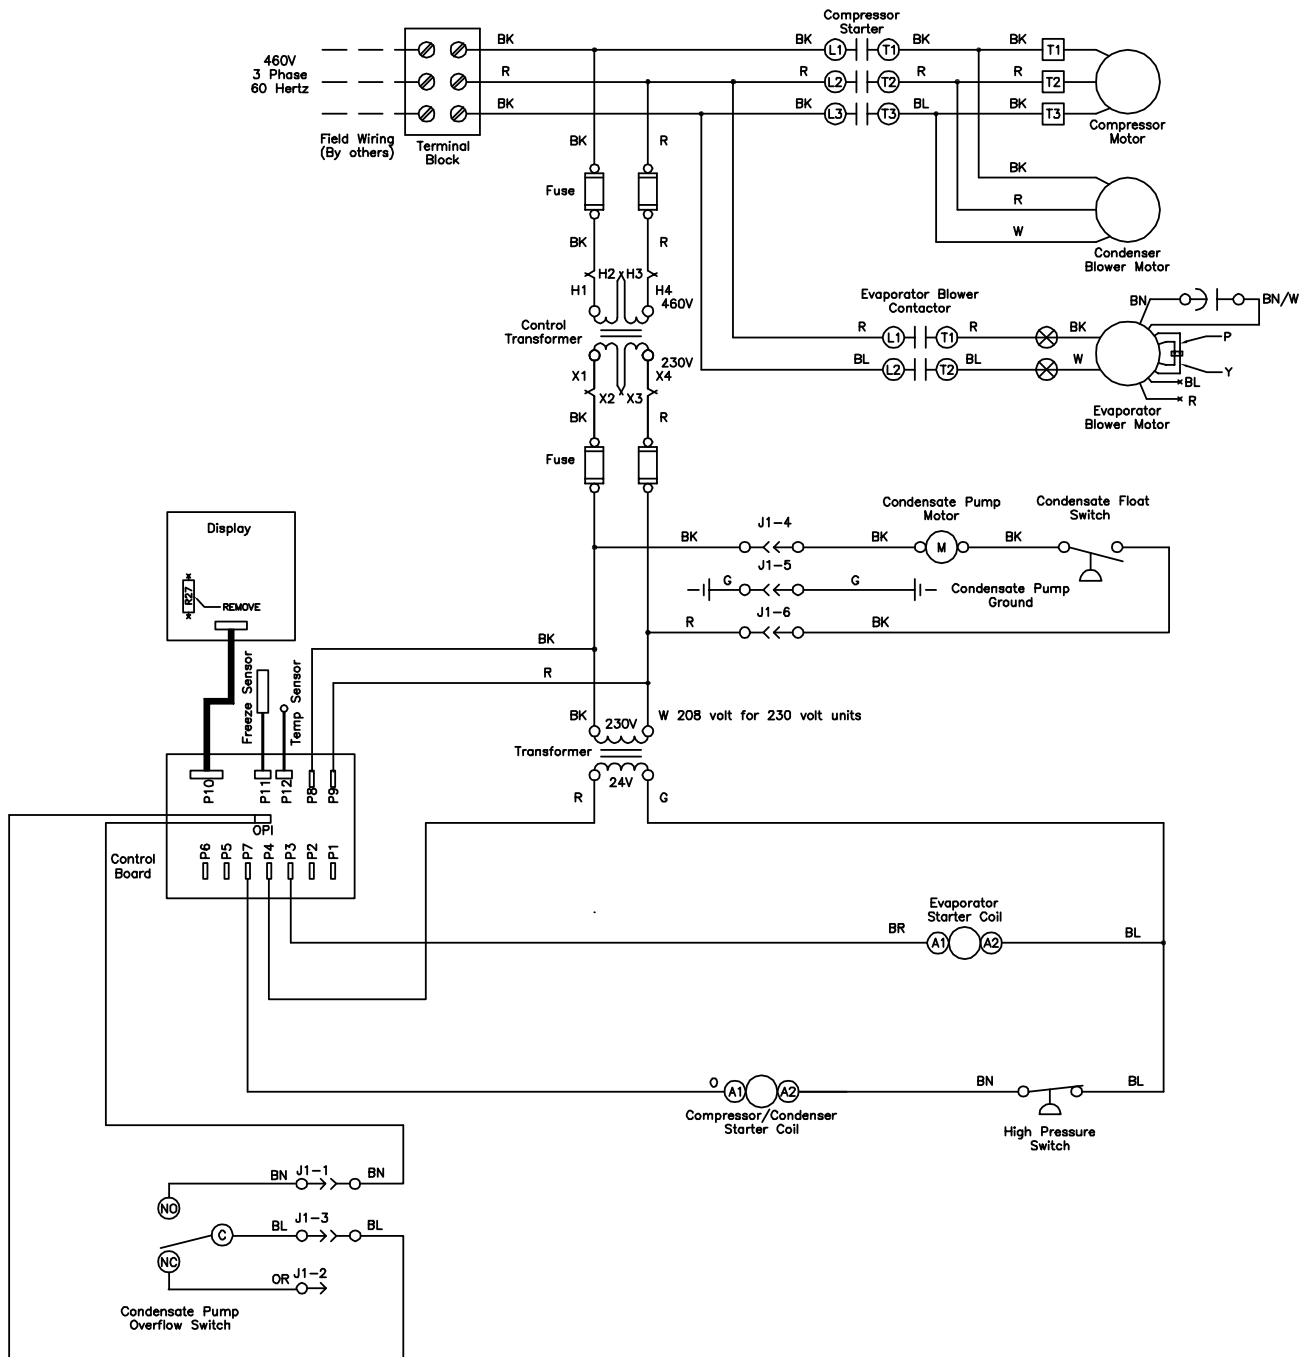 Compressor
Starter
460V
3 Phase
60 Hertz
BK
BK
L1
T1
BK
BK
T1
R
R
L2
T2
R
R
T2
BK
BK
L3
T3
BL
BK
T3
Field Wiring
(By others)
Terminal
Block
Compressor
Motor
BK
R
Fuse
BK
R
W
BK
R
Condenser
Blower Motor
H1
H2
H3
H4
460V
Control
Transformer
230V
X1
X2
X3
X4
BK
R
Fuse
Evaporator Blower
Contactor
R
L1
T1
R
BK
BL
L2
T2
BL
W
BN
BN/W
P
Y
BL
R
Evaporator
Blower Motor
Condensate Pump
Motor
Condensate Float
Switch
BK
J1-4
BK
M
BK
G
J1-5
G
Condensate Pump
Ground
R
J1-6
BK
Display
R27
REMOVE
BK
R
Freeze Sensor
Temp Sensor
BK
230V
W 208 volt for 230 volt units
Transformer
24V
R
G
P10
P11
P12
P8
P9
OPI
P6
P5
P7
P4
P3
P2
P1
Control
Board
Evaporator
Starter Coil
BR
A1
A2
BL
O
A1
A2
BN
BL
Compressor/Condenser
Starter Coil
High Pressure
Switch
BN
J1-1
BN
NO
C
BL
J1-3
BL
NC
OR
J1-2
Condensate Pump
Overflow Switch